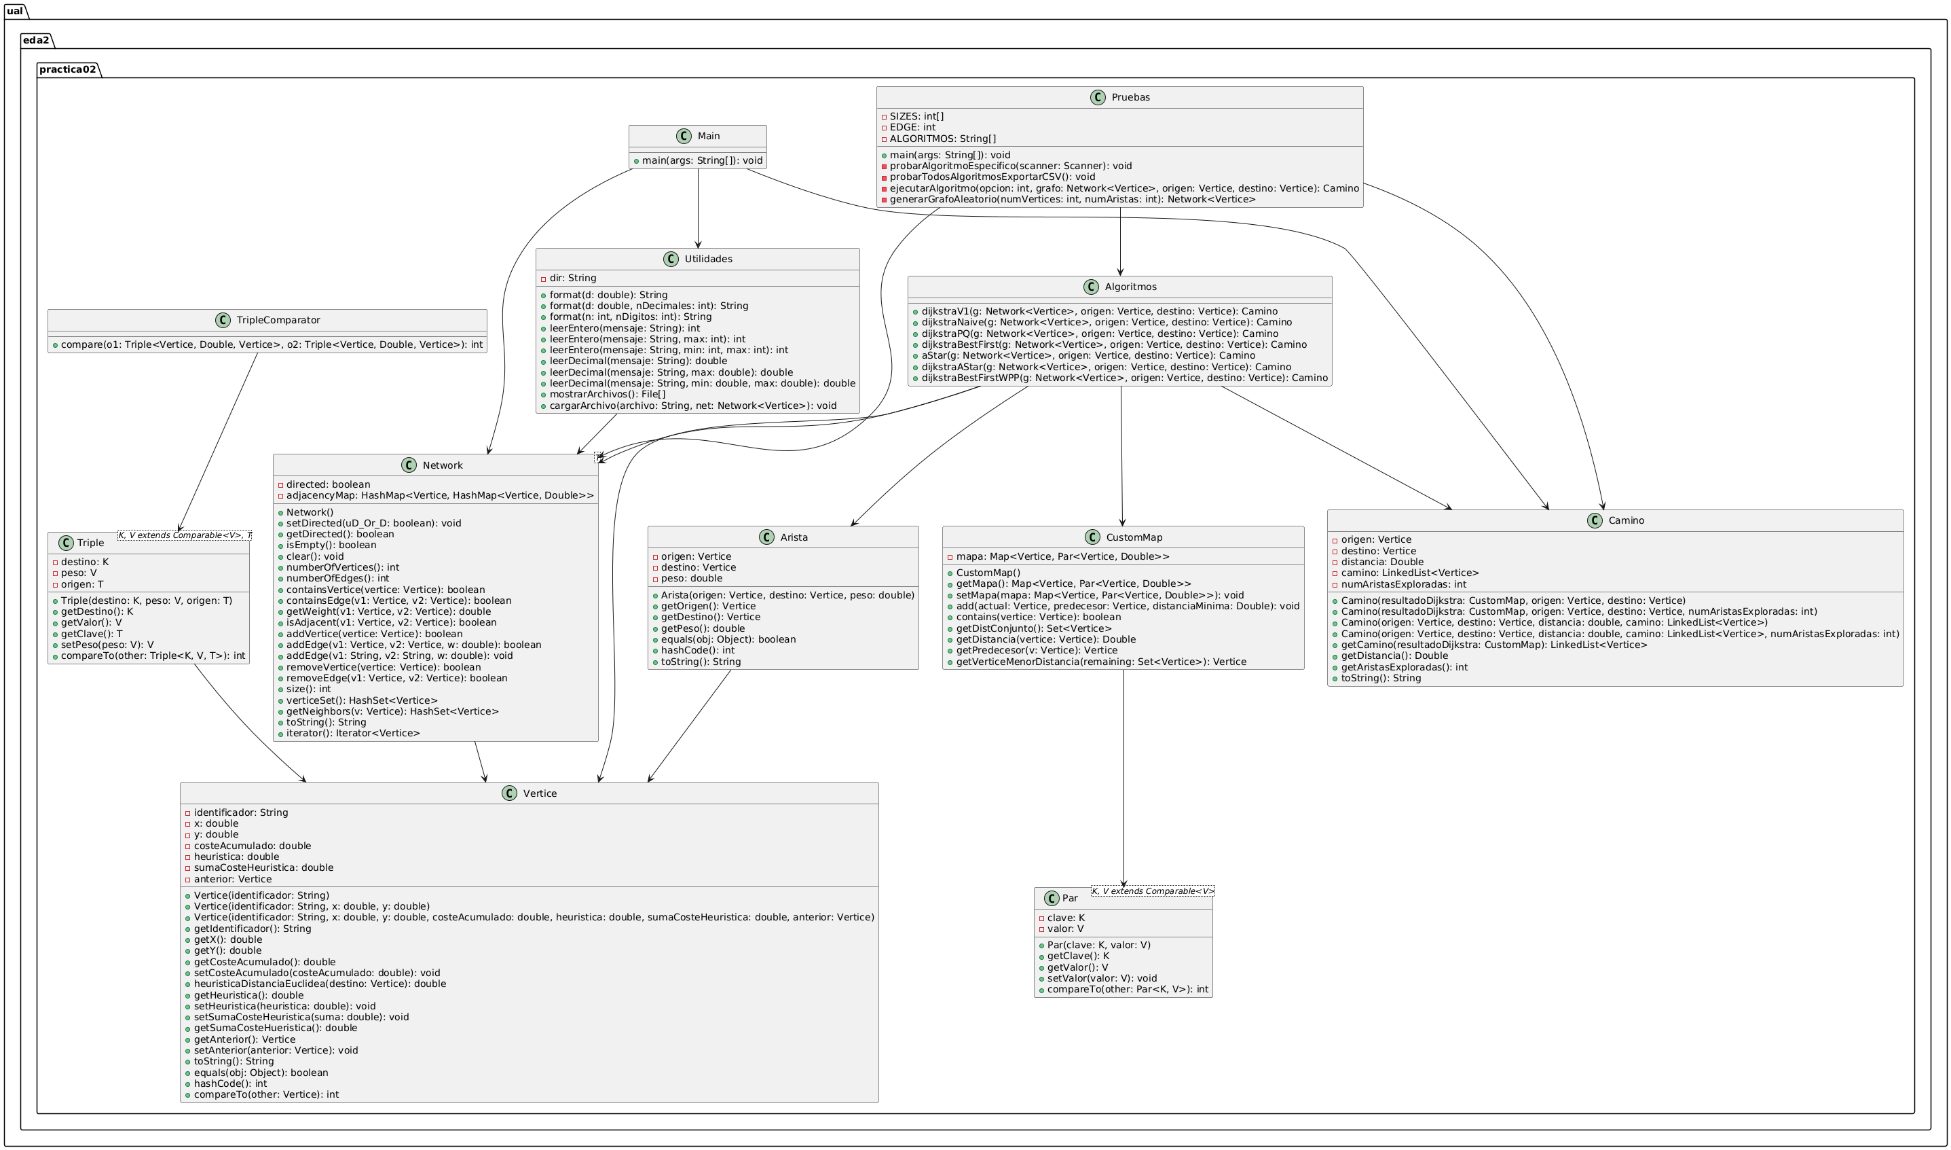 ual
eda2
practica02
Pruebas
SIZES: int[]
EDGE: int
ALGORITMOS: String[]
main(args: String[]): void
probarAlgoritmoEspecifico(scanner: Scanner): void
probarTodosAlgoritmosExportarCSV(): void
ejecutarAlgoritmo(opcion: int, grafo: Network<Vertice>, origen: Vertice, destino: Vertice): Camino
generarGrafoAleatorio(numVertices: int, numAristas: int): Network<Vertice>
Main
main(args: String[]): void
Utilidades
dir: String
format(d: double): String
format(d: double, nDecimales: int): String
format(n: int, nDigitos: int): String
leerEntero(mensaje: String): int
leerEntero(mensaje: String, max: int): int
leerEntero(mensaje: String, min: int, max: int): int
leerDecimal(mensaje: String): double
leerDecimal(mensaje: String, max: double): double
leerDecimal(mensaje: String, min: double, max: double): double
mostrarArchivos(): File[]
cargarArchivo(archivo: String, net: Network<Vertice>): void
Algoritmos
dijkstraV1(g: Network<Vertice>, origen: Vertice, destino: Vertice): Camino
dijkstraNaive(g: Network<Vertice>, origen: Vertice, destino: Vertice): Camino
dijkstraPQ(g: Network<Vertice>, origen: Vertice, destino: Vertice): Camino
dijkstraBestFirst(g: Network<Vertice>, origen: Vertice, destino: Vertice): Camino
aStar(g: Network<Vertice>, origen: Vertice, destino: Vertice): Camino
dijkstraAStar(g: Network<Vertice>, origen: Vertice, destino: Vertice): Camino
dijkstraBestFirstWPP(g: Network<Vertice>, origen: Vertice, destino: Vertice): Camino
TripleComparator
compare(o1: Triple<Vertice, Double, Vertice>, o2: Triple<Vertice, Double, Vertice>): int
Triple
K, V extends Comparable<V>, T
destino: K
peso: V
origen: T
Triple(destino: K, peso: V, origen: T)
getDestino(): K
getValor(): V
getClave(): T
setPeso(peso: V): V
compareTo(other: Triple<K, V, T>): int
Network
directed: boolean
adjacencyMap: HashMap<Vertice, HashMap<Vertice, Double>>
Network()
setDirected(uD_Or_D: boolean): void
getDirected(): boolean
isEmpty(): boolean
clear(): void
numberOfVertices(): int
numberOfEdges(): int
containsVertice(vertice: Vertice): boolean
containsEdge(v1: Vertice, v2: Vertice): boolean
getWeight(v1: Vertice, v2: Vertice): double
isAdjacent(v1: Vertice, v2: Vertice): boolean
addVertice(vertice: Vertice): boolean
addEdge(v1: Vertice, v2: Vertice, w: double): boolean
addEdge(v1: String, v2: String, w: double): void
removeVertice(vertice: Vertice): boolean
removeEdge(v1: Vertice, v2: Vertice): boolean
size(): int
verticeSet(): HashSet<Vertice>
getNeighbors(v: Vertice): HashSet<Vertice>
toString(): String
iterator(): Iterator<Vertice>
Arista
origen: Vertice
destino: Vertice
peso: double
Arista(origen: Vertice, destino: Vertice, peso: double)
getOrigen(): Vertice
getDestino(): Vertice
getPeso(): double
equals(obj: Object): boolean
hashCode(): int
toString(): String
CustomMap
mapa: Map<Vertice, Par<Vertice, Double>>
CustomMap()
getMapa(): Map<Vertice, Par<Vertice, Double>>
setMapa(mapa: Map<Vertice, Par<Vertice, Double>>): void
add(actual: Vertice, predecesor: Vertice, distanciaMinima: Double): void
contains(vertice: Vertice): boolean
getDistConjunto(): Set<Vertice>
getDistancia(vertice: Vertice): Double
getPredecesor(v: Vertice): Vertice
getVerticeMenorDistancia(remaining: Set<Vertice>): Vertice
Camino
origen: Vertice
destino: Vertice
distancia: Double
camino: LinkedList<Vertice>
numAristasExploradas: int
Camino(resultadoDijkstra: CustomMap, origen: Vertice, destino: Vertice)
Camino(resultadoDijkstra: CustomMap, origen: Vertice, destino: Vertice, numAristasExploradas: int)
Camino(origen: Vertice, destino: Vertice, distancia: double, camino: LinkedList<Vertice>)
Camino(origen: Vertice, destino: Vertice, distancia: double, camino: LinkedList<Vertice>, numAristasExploradas: int)
getCamino(resultadoDijkstra: CustomMap): LinkedList<Vertice>
getDistancia(): Double
getAristasExploradas(): int
toString(): String
Vertice
identificador: String
x: double
y: double
costeAcumulado: double
heuristica: double
sumaCosteHeuristica: double
anterior: Vertice
Vertice(identificador: String)
Vertice(identificador: String, x: double, y: double)
Vertice(identificador: String, x: double, y: double, costeAcumulado: double, heuristica: double, sumaCosteHeuristica: double, anterior: Vertice)
getIdentificador(): String
getX(): double
getY(): double
getCosteAcumulado(): double
setCosteAcumulado(costeAcumulado: double): void
heuristicaDistanciaEuclidea(destino: Vertice): double
getHeuristica(): double
setHeuristica(heuristica: double): void
setSumaCosteHeuristica(suma: double): void
getSumaCosteHueristica(): double
getAnterior(): Vertice
setAnterior(anterior: Vertice): void
toString(): String
equals(obj: Object): boolean
hashCode(): int
compareTo(other: Vertice): int
Par
K, V extends Comparable<V>
clave: K
valor: V
Par(clave: K, valor: V)
getClave(): K
getValor(): V
setValor(valor: V): void
compareTo(other: Par<K, V>): int